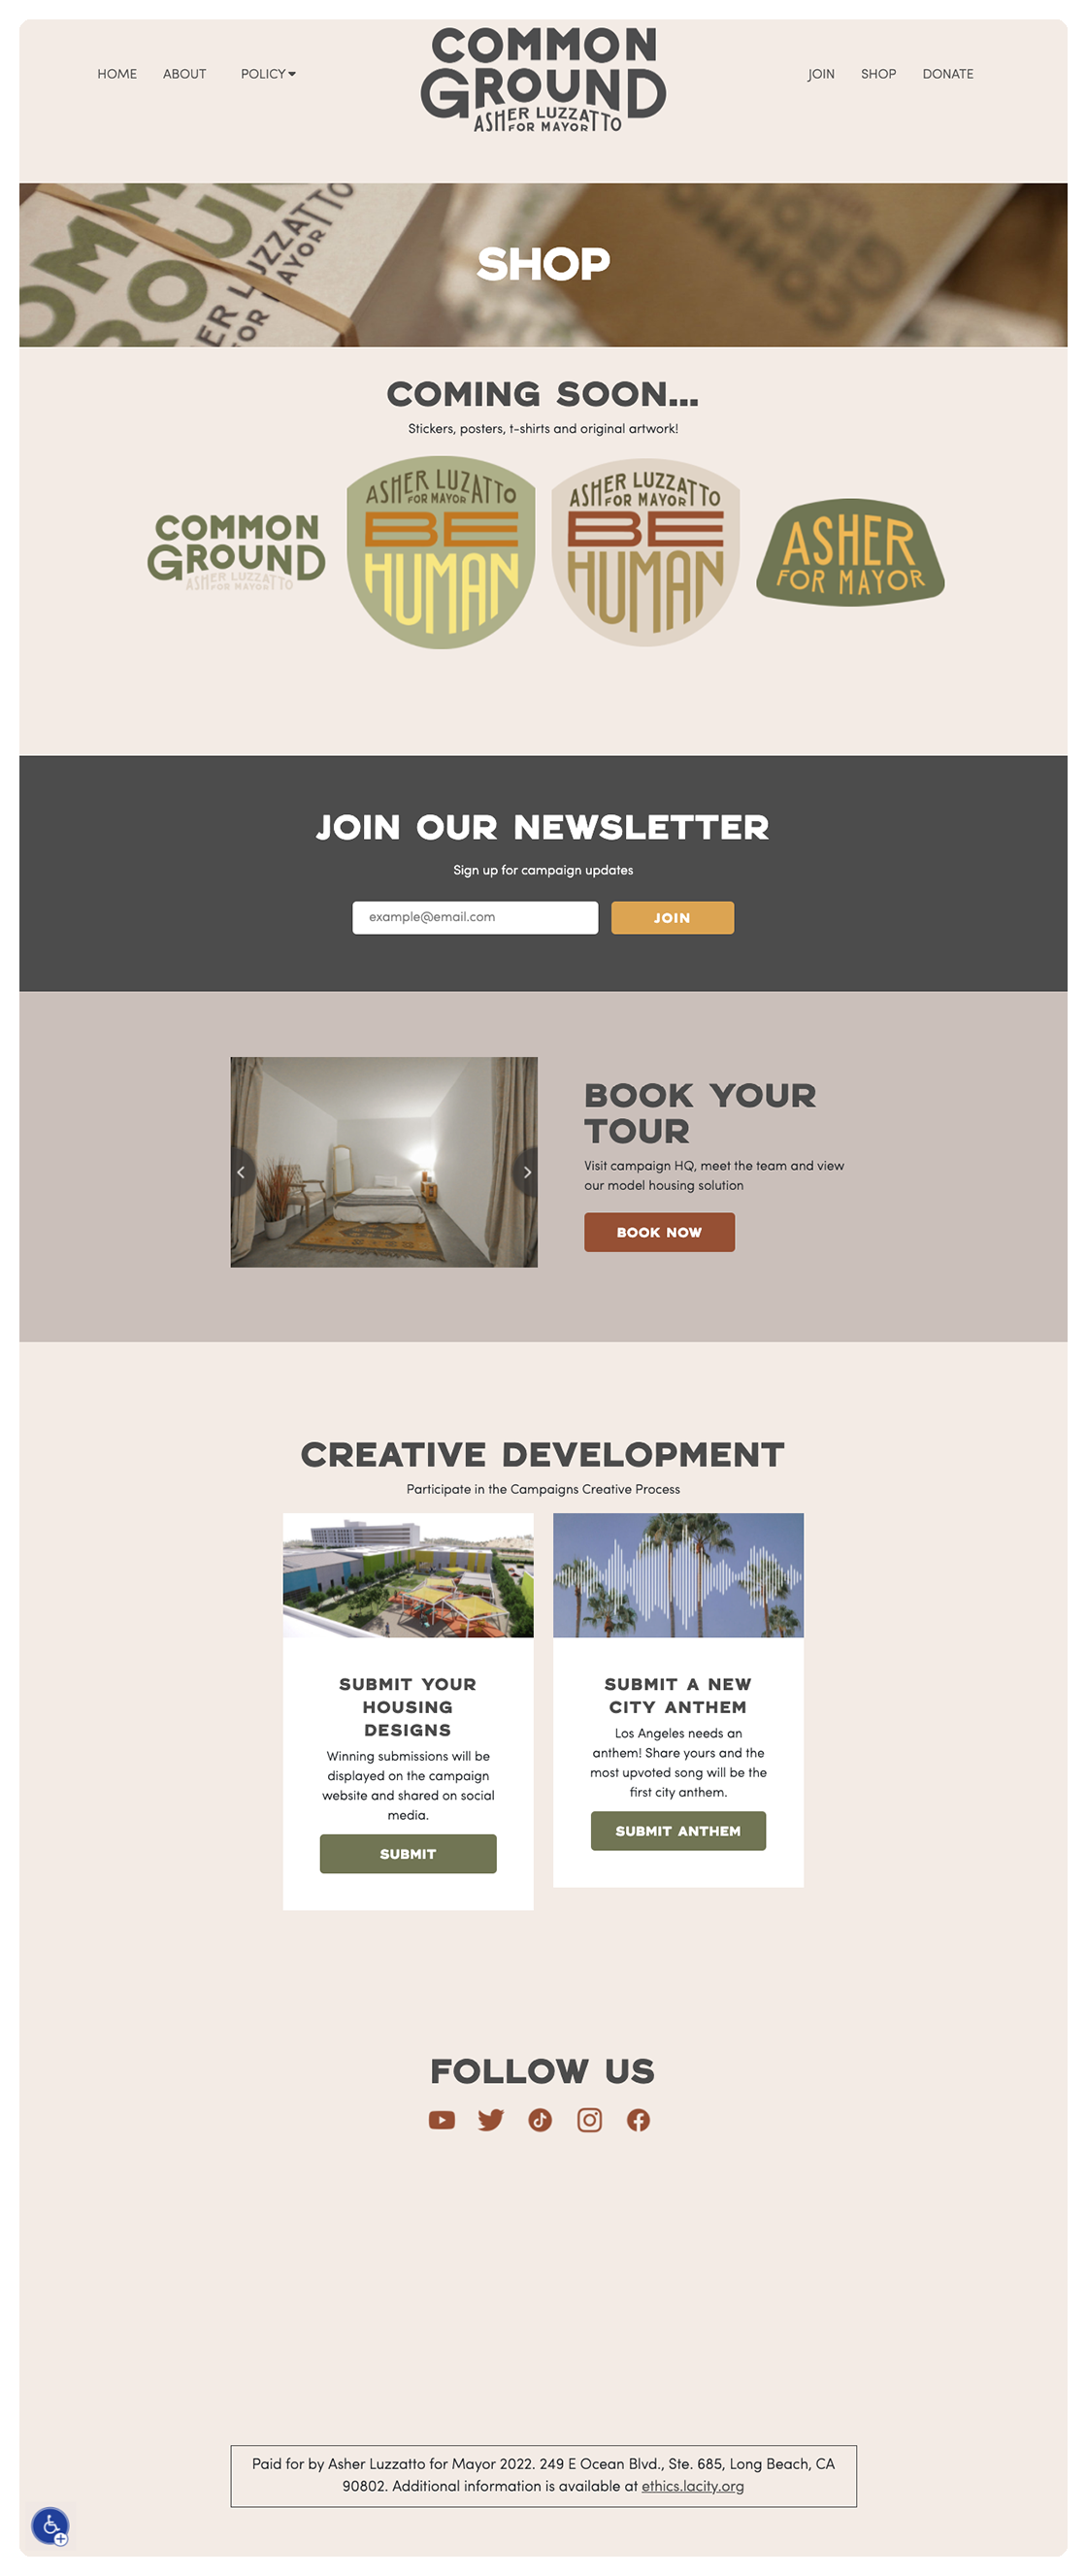 COMMON
GROUND
ASHER LUZZATTO
FOR MAYOR
HOME ABOUT POLICY
JOIN SHOP DONATE
SHOP
COMING SOON...
Stickers, posters, t-shirts and original artwork!
COMMON
GROUND
ASHER LUZZATTO
FOR MAYOR
ASHER LUZATTO
FOR MAYOR
BE
HUMAN
ASHER LUZZATTO
FOR MAYOR
BE
HUMAN
ASHER
FOR MAYOR
JOIN OUR NEWSLETTER
Sign up for campaign updates
example@email.com JOIN
BOOK YOUR
TOUR
Visit campaign HQ, meet the team and view
our model housing solution
BOOK NOW
CREATIVE DEVELOPMENT
Participate in the Campaigns Creative Process
SUBMIT YOUR
HOUSING
DESIGNS
Winning submissions will be
displayed on the campaign
website and shared on social
media.
SUBMIT
SUBMIT A NEW
CITY ANTHEM
Los Angeles needs an
anthem! Share yours and the
most upvoted song will be the
first city anthem.
SUBMIT ANTHEM
FOLLOW US
Paid for by Asher Luzzatto for Mayor 2022. 249 E Ocean Blvd., Ste. 685, Long Beach, CA
90802. Additional information is available at ethics.lacity.org